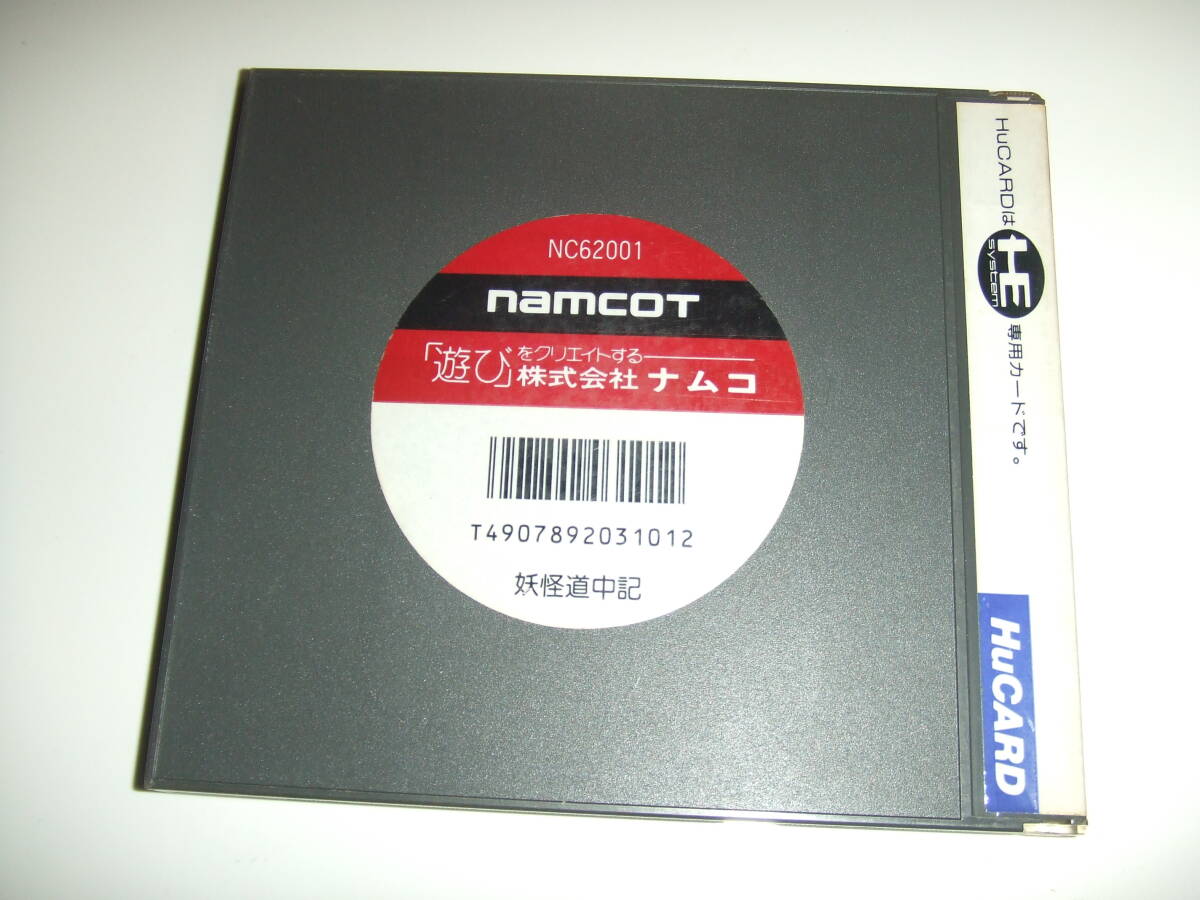 NC62001
namcoT
「遊び」をクリエイトする
株式会社ナムコ
T4907892031012
妖怪道中記
HuCARDは HE system 専用カードです。
HuCARD